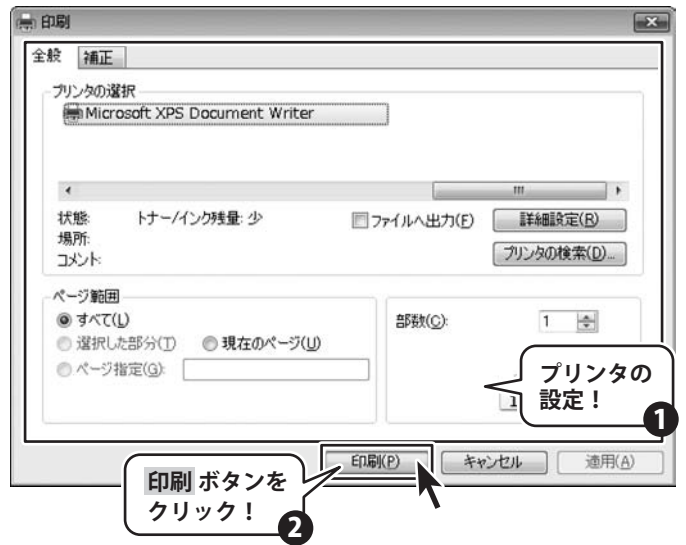 印刷
全般 補正
プリンタの選択
Microsoft XPS Document Writer
状態: トナー/インク残量: 少
場所:
コメント:
ファイルへ出力(F) 詳細設定(R)
プリンタの検索(D)...
ページ範囲
すべて(L)
選択した部分(T) 現在のページ(U)
ページ指定(G):
部数(C): 1
1
プリンタの
設定！
1
印刷(P) キャンセル 適用(A)
印刷 ボタンを
クリック！
2